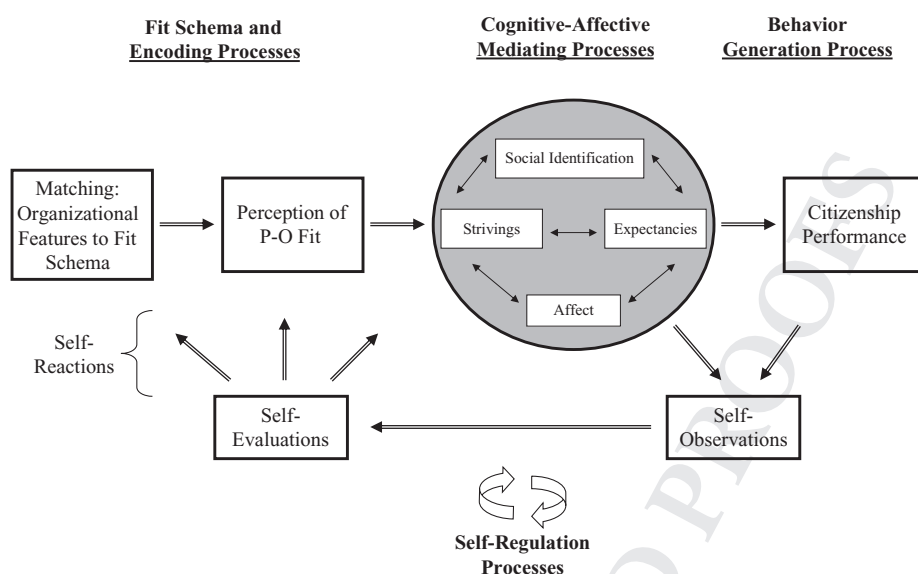 Fit Schema and
Encoding Processes
Cognitive-Affective
Mediating Processes
Behavior
Generation Process
Matching:
Organizational
Features to Fit
Schema
Perception of
P-O Fit
Social Identification
Strivings
Expectancies
Affect
Citizenship
Performance
Self-
Reactions
Self-
Evaluations
Self-
Observations
Self-Regulation
Processes
PROOFS